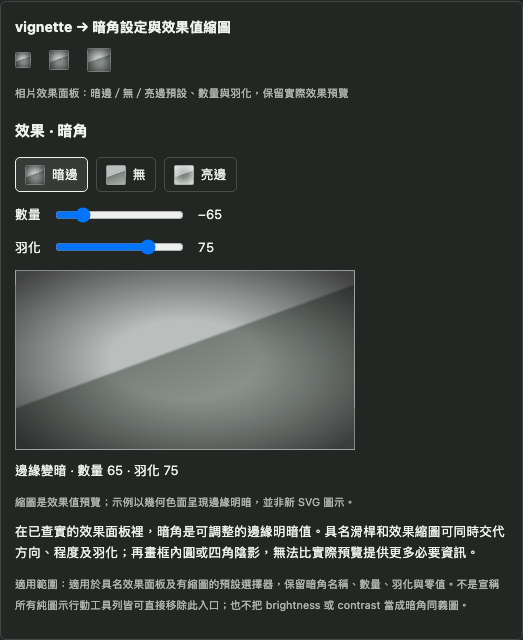 vignette → 暗角設定與效果值縮圖
相片效果面板：暗邊 / 無 / 亮邊預設、數量與羽化，保留實際效果預覽
效果 · 暗角
暗邊 無 亮邊
數量 −65
羽化 75
邊緣變暗 · 數量 65 · 羽化 75
縮圖是效果值預覽；示例以幾何色面呈現邊緣明暗，並非新 SVG 圖示。
在已查實的效果面板裡，暗角是可調整的邊緣明暗值。具名滑桿和效果縮圖可同時交代
方向、程度及羽化；再畫框內圓或四角陰影，無法比實際預覽提供更多必要資訊。
適用範圍：適用於具名效果面板及有縮圖的預設選擇器，保留暗角名稱、數量、羽化與零值。不是宣稱
所有純圖示行動工具列皆可直接移除此入口；也不把 brightness 或 contrast 當成暗角同義圖。